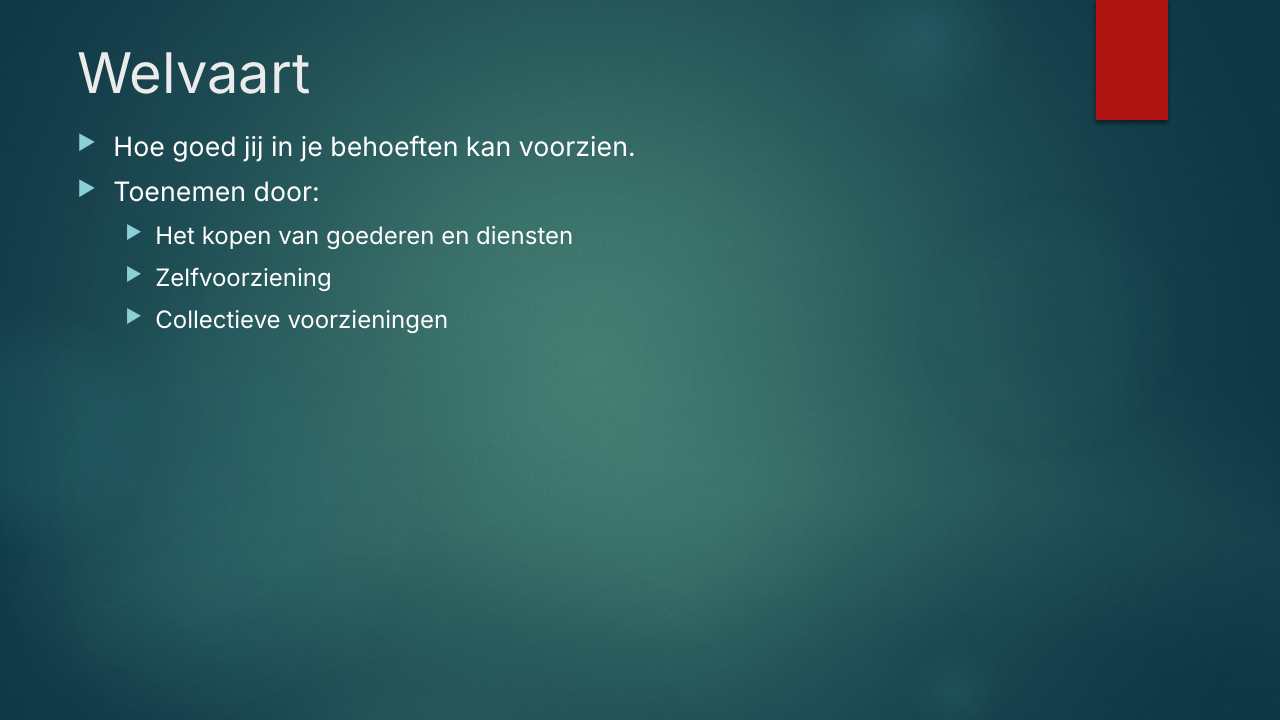 Welvaart
Hoe goed jij in je behoeften kan voorzien.
Toenemen door:
Het kopen van goederen en diensten
Zelfvoorziening
Collectieve voorzieningen